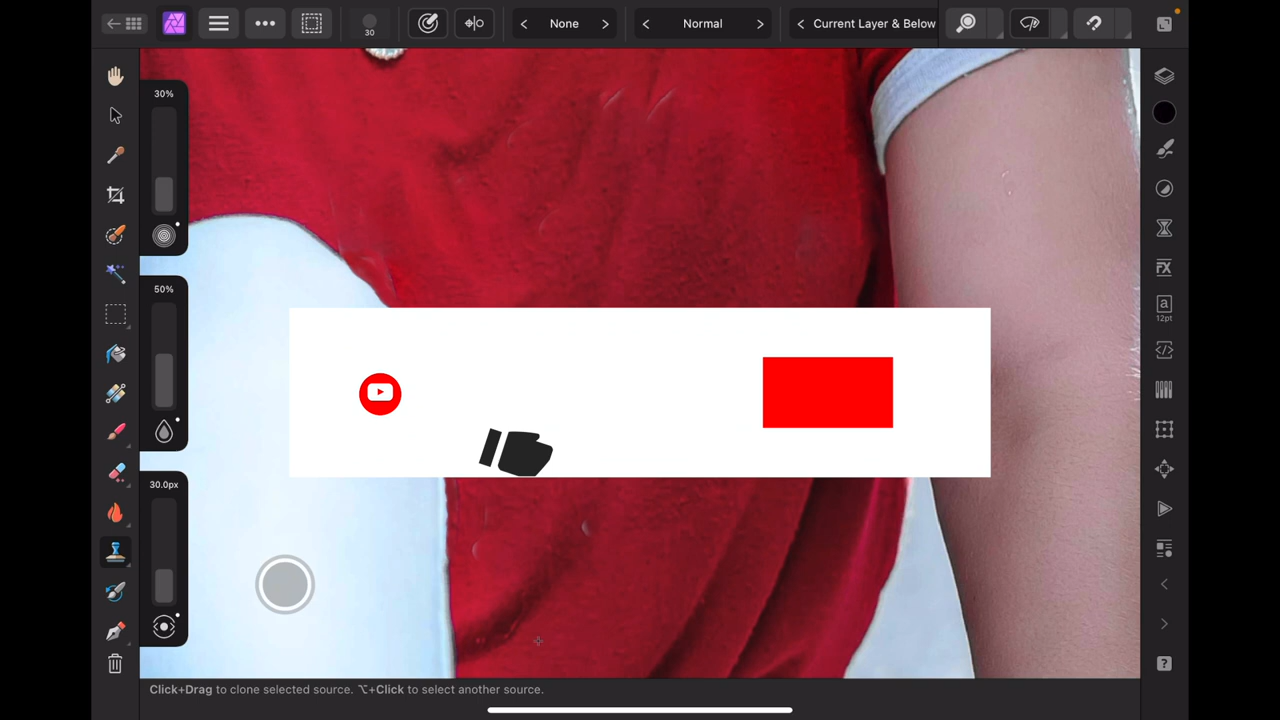 30
None
Normal
Current Layer & Below
30%
50%
30.0px
FX
a
12pt
?
Click+Drag to clone selected source. ⌥+Click to select another source.